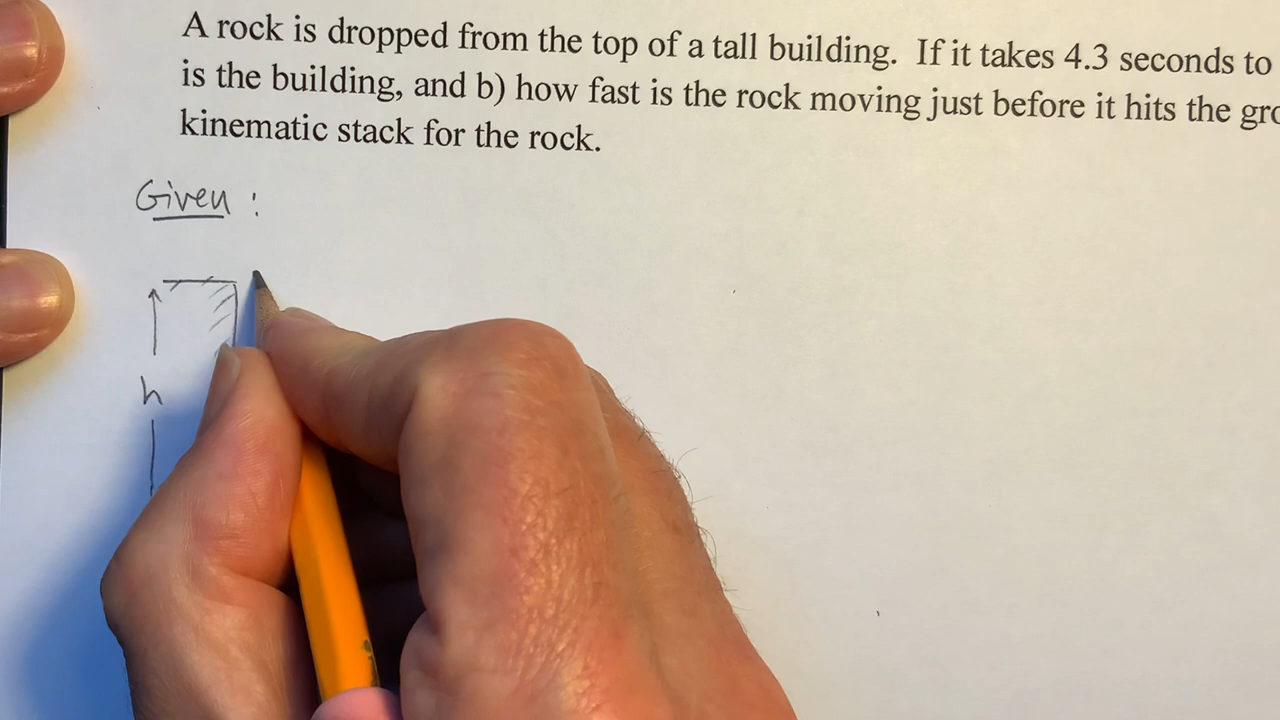 A rock is dropped from the top of a tall building. If it takes 4.3 seconds to
is the building, and b) how fast is the rock moving just before it hits the
kinematic stack for the rock.
Given :
h